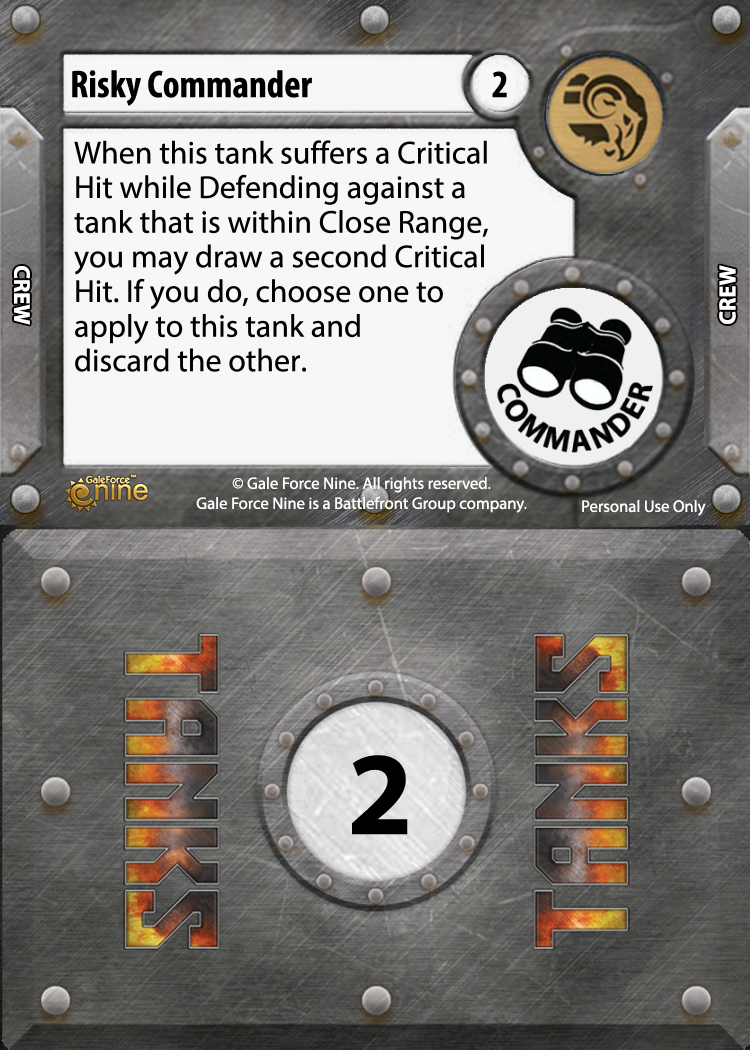 Risky Commander
2
When this tank suffers a Critical
Hit while Defending against a
tank that is within Close Range,
you may draw a second Critical
Hit. If you do, choose one to
apply to this tank and
discard the other.
CREW
CREW
COMMANDER
GaleForce™
nine
© Gale Force Nine. All rights reserved.
Gale Force Nine is a Battlefront Group company.
Personal Use Only
TANKS
2
TANKS